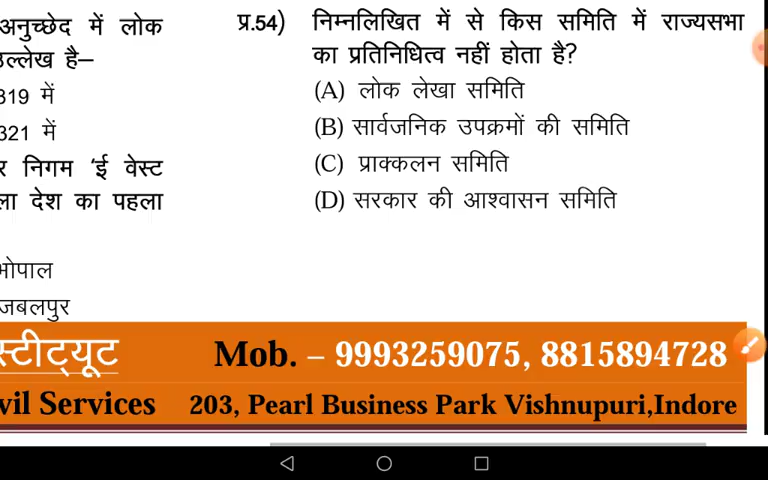 अनुच्छेद में लोक
उल्लेख है–
319 में
321 में
र निगम ‘ई वेस्ट
ला देश का पहला
भोपाल
जबलपुर
प्र.54) निम्नलिखित में से किस समिति में राज्यसभा
का प्रतिनिधित्व नहीं होता है?
(A) लोक लेखा समिति
(B) सार्वजनिक उपक्रमों की समिति
(C) प्राक्कलन समिति
(D) सरकार की आश्वासन समिति
स्टीट्यूट Mob. – 9993259075, 8815894728
vil Services 203, Pearl Business Park Vishnupuri,Indore